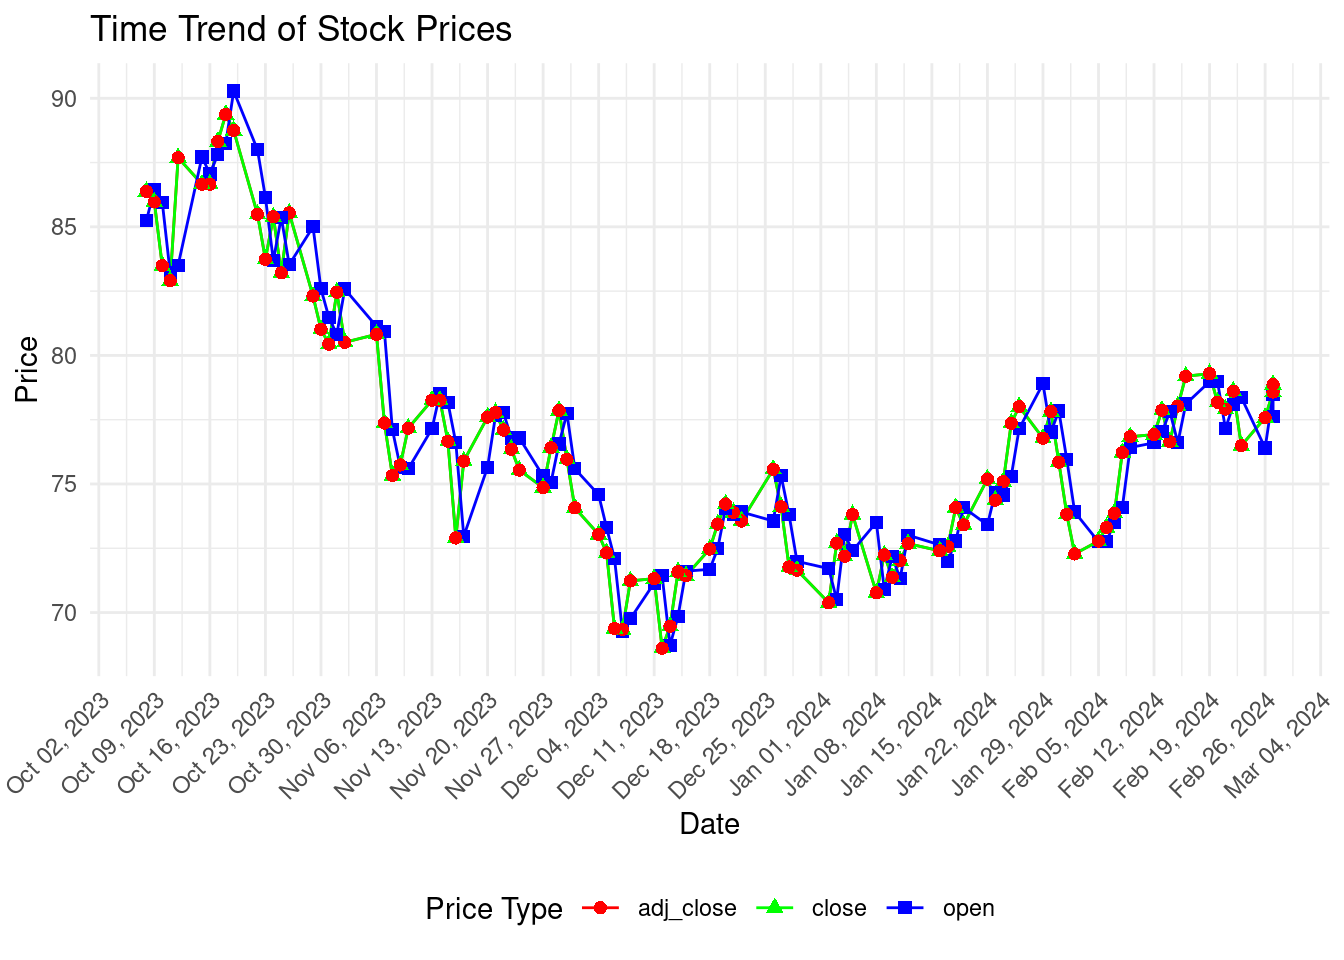 Time Trend of Stock Prices
90
85
80
75
70
Price
Oct 02, 2023
Oct 09, 2023
Oct 16, 2023
Oct 23, 2023
Oct 30, 2023
Nov 06, 2023
Nov 13, 2023
Nov 20, 2023
Nov 27, 2023
Dec 04, 2023
Dec 11, 2023
Dec 18, 2023
Dec 25, 2023
Jan 01, 2024
Jan 08, 2024
Jan 15, 2024
Jan 22, 2024
Jan 29, 2024
Feb 05, 2024
Feb 12, 2024
Feb 19, 2024
Feb 26, 2024
Mar 04, 2024
Date
Price Type adj_close close open